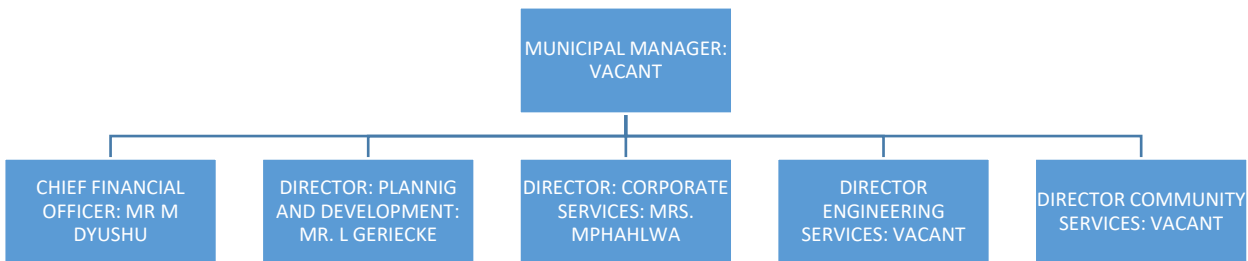 MUNICIPAL MANAGER:
VACANT
CHIEF FINANCIAL
OFFICER: MR M
DYUSHU
DIRECTOR: PLANNIG
AND DEVELOPMENT:
MR. L GERIECKE
DIRECTOR: CORPORATE
SERVICES: MRS.
MPHAHLWA
DIRECTOR
ENGINEERING
SERVICES: VACANT
DIRECTOR COMMUNITY
SERVICES: VACANT